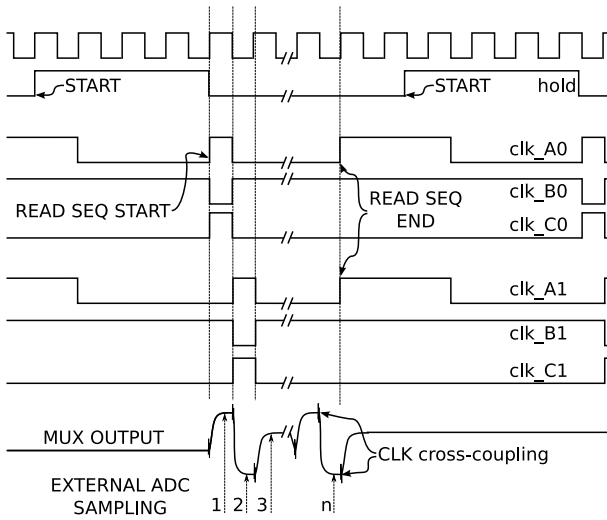 START
START
hold
clk_A0
clk_B0
READ SEQ START
READ SEQ
END
clk_C0
clk_A1
clk_B1
clk_C1
MUX OUTPUT
CLK cross-coupling
EXTERNAL ADC
SAMPLING
1 2 3 n